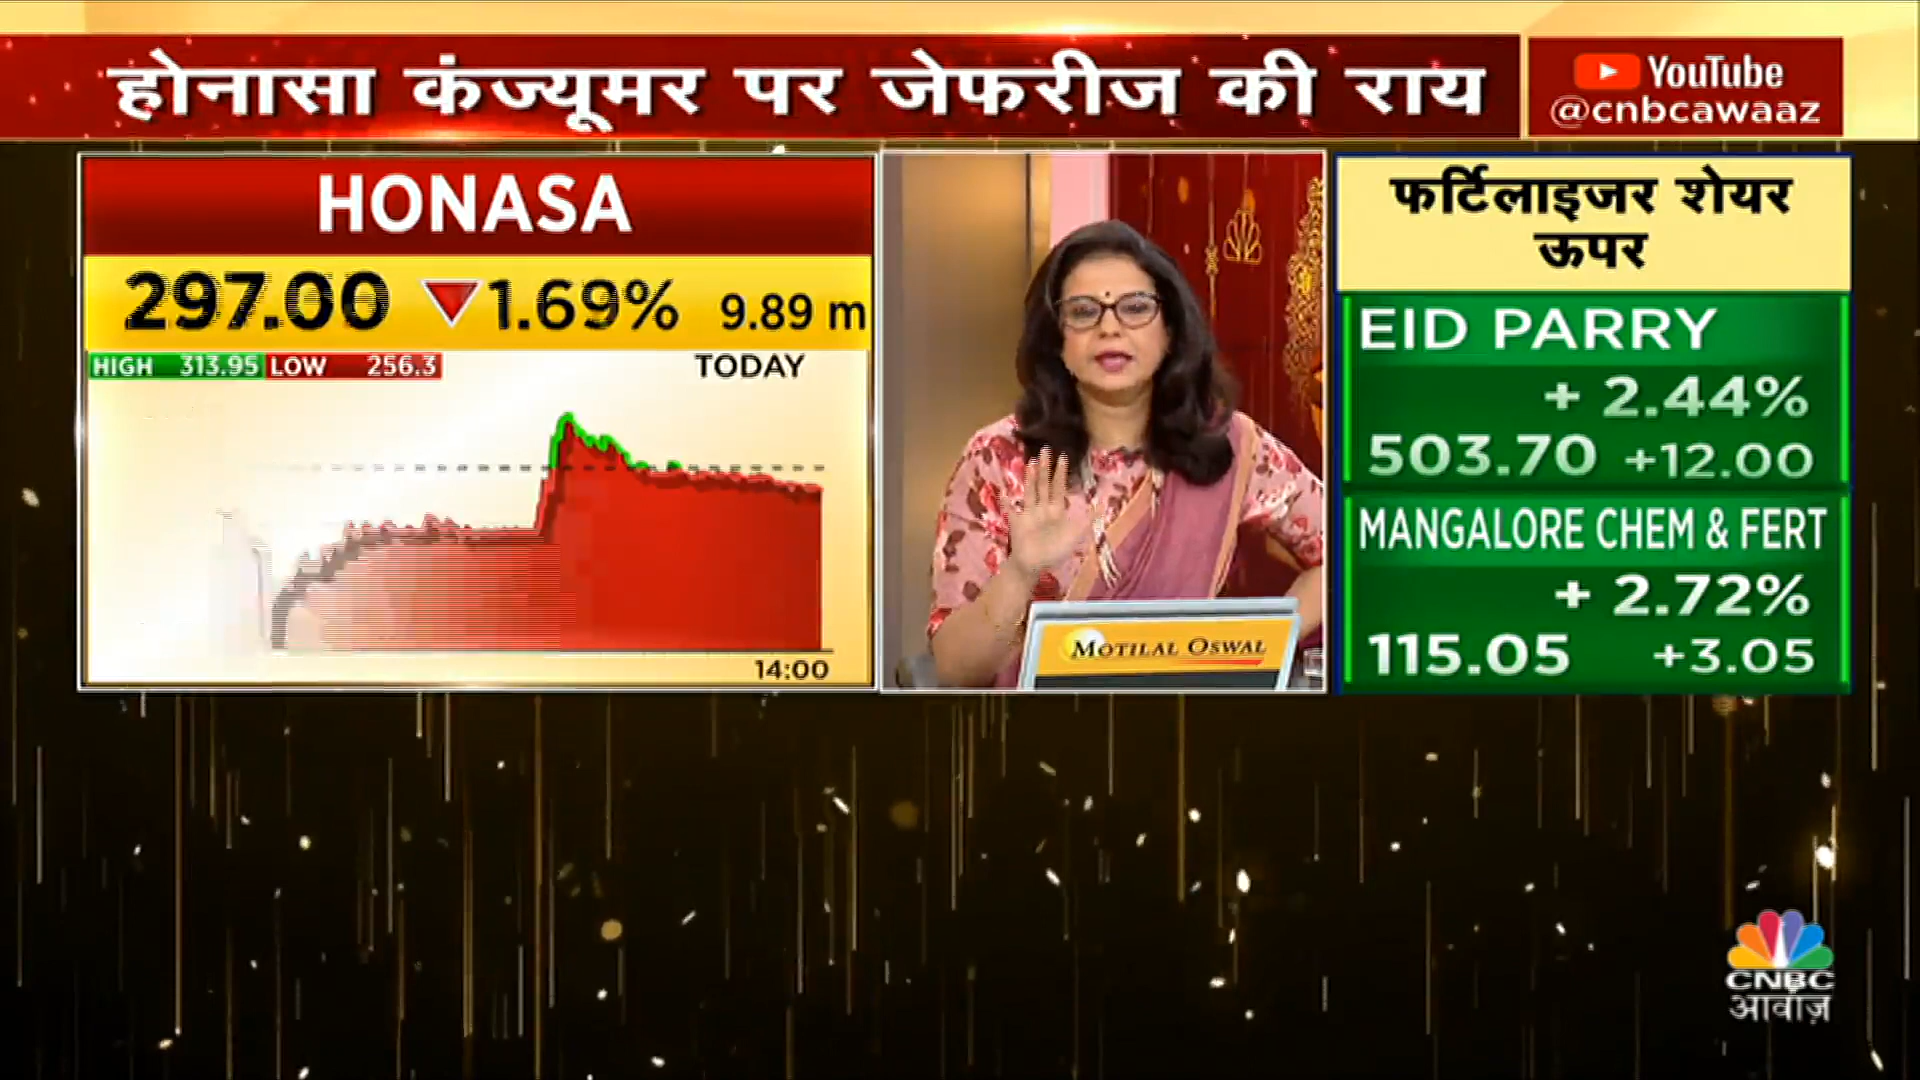 होनासा कंज्यूमर पर जेफरीज की राय
YouTube
@cnbcawaaz
HONASA
297.00 1.69% 9.89 m
HIGH 313.95 LOW 256.3 TODAY
14:00
MOTILAL OSWAL
फर्टिलाइजर शेयर
ऊपर
EID PARRY
+ 2.44%
503.70 +12.00
MANGALORE CHEM & FERT
+ 2.72%
115.05 +3.05
CNBC
आवाज़